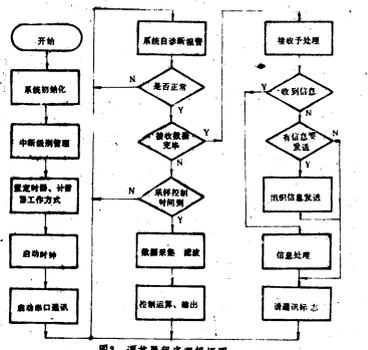 开始
系统初始化
中断级别管理
置定时器、计数
器工作方式
启动时钟
启动串口通讯
系统自诊断报警
N
是否正常
Y
接收数据
完毕
Y
N
采样控制
时间到
N
Y
数据采集 滤波
控制运算、输出
接收予处理
收到信息
Y
N
有信息要
发送
N
Y
组织信息发送
信息处理
请通讯标志